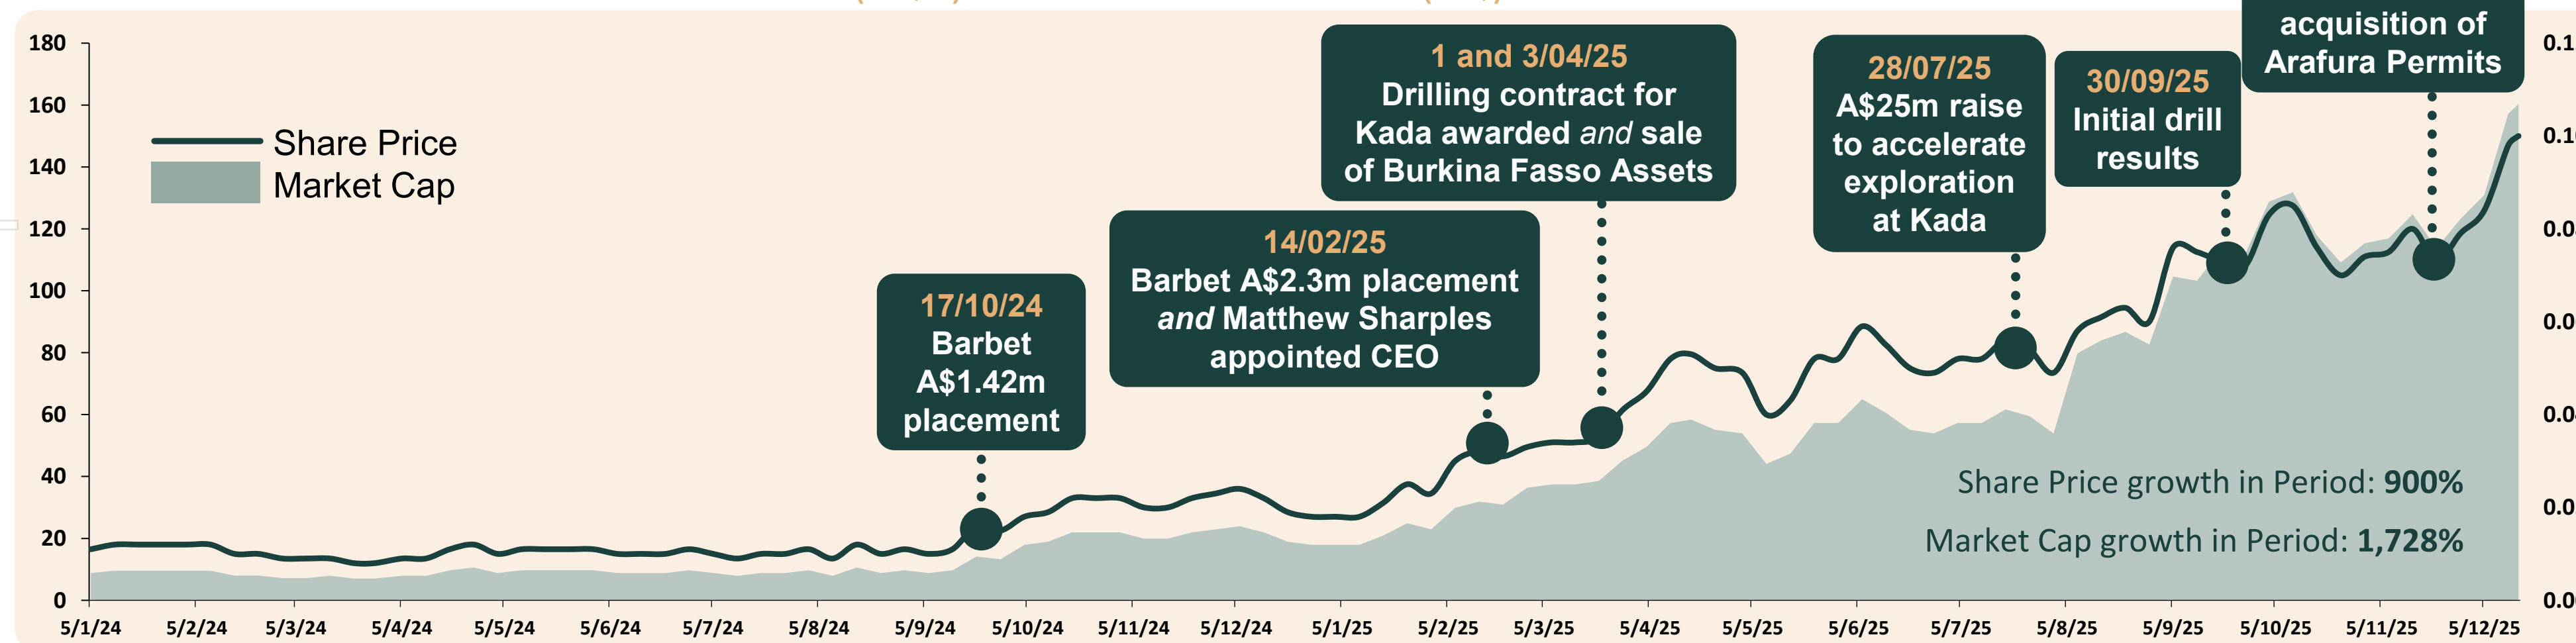 acquisition of
Arafura Permits
1 and 3/04/25
Drilling contract for
Kada awarded and sale
of Burkina Fasso Assets
28/07/25
A$25m raise
to accelerate
exploration
at Kada
30/09/25
Initial drill
results
14/02/25
Barbet A$2.3m placement
and Matthew Sharples
appointed CEO
17/10/24
Barbet
A$1.42m
placement
Share Price
Market Cap
180
160
140
120
100
80
60
40
20
0
Share Price growth in Period: 900%
Market Cap growth in Period: 1,728%
5/1/24 5/2/24 5/3/24 5/4/24 5/5/24 5/6/24 5/7/24 5/8/24 5/9/24 5/10/24 5/11/24 5/12/24 5/1/25 5/2/25 5/3/25 5/4/25 5/5/25 5/6/25 5/7/25 5/8/25 5/9/25 5/10/25 5/11/25 5/12/25